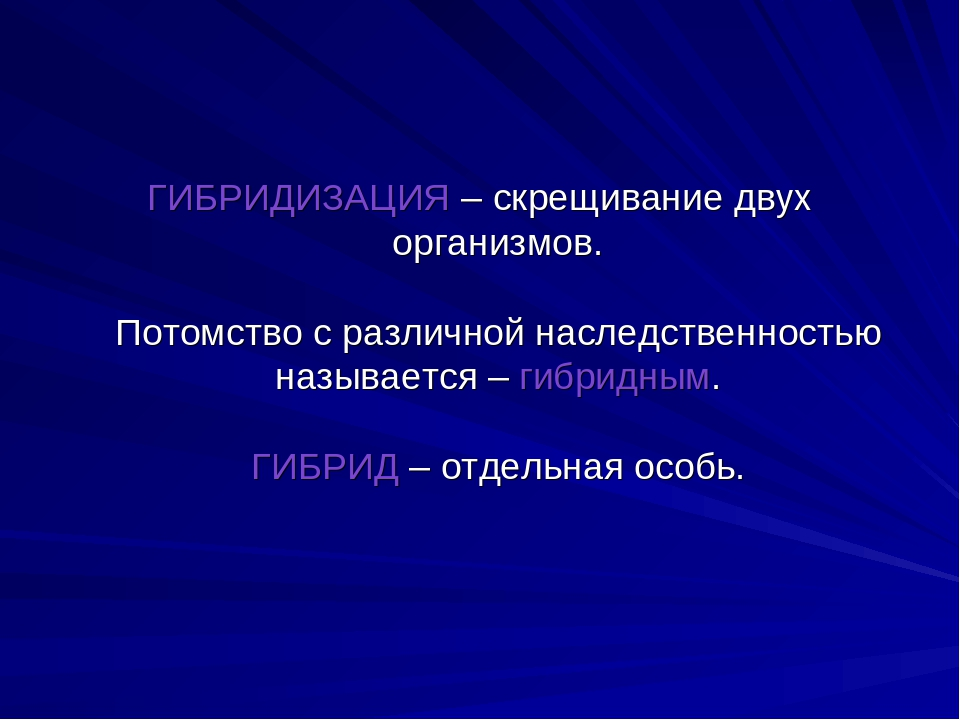 ГИБРИДИЗАЦИЯ – скрещивание двух
организмов.
Потомство с различной наследственностью
называется – гибридным.
ГИБРИД – отдельная особь.